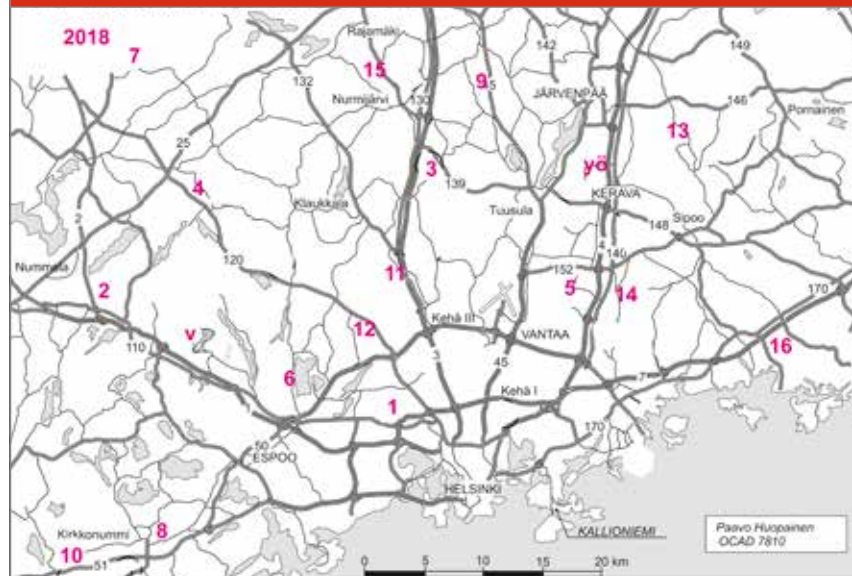 2018
7
Rajamäki
132
15
130
9
45
142
149
JÄRVENPÄÄ
Nurmijärvi
146
Pornainen
13
25
4
3
139
yö
KERAVA
Klaukkala
Tuusula
148
Sipoo
2
4
140
Nummela
120
11
152
5
14
170
2
12
Kehä III
VANTAA
16
v
110
3
45
6
1
Kehä I
7
170
50
ESPOO
HELSINKI
Kirkkonummi
8
10
51
KALLIONIEMI
Paavo Huopainen
OCAD 7810
0 5 10 15 20 km